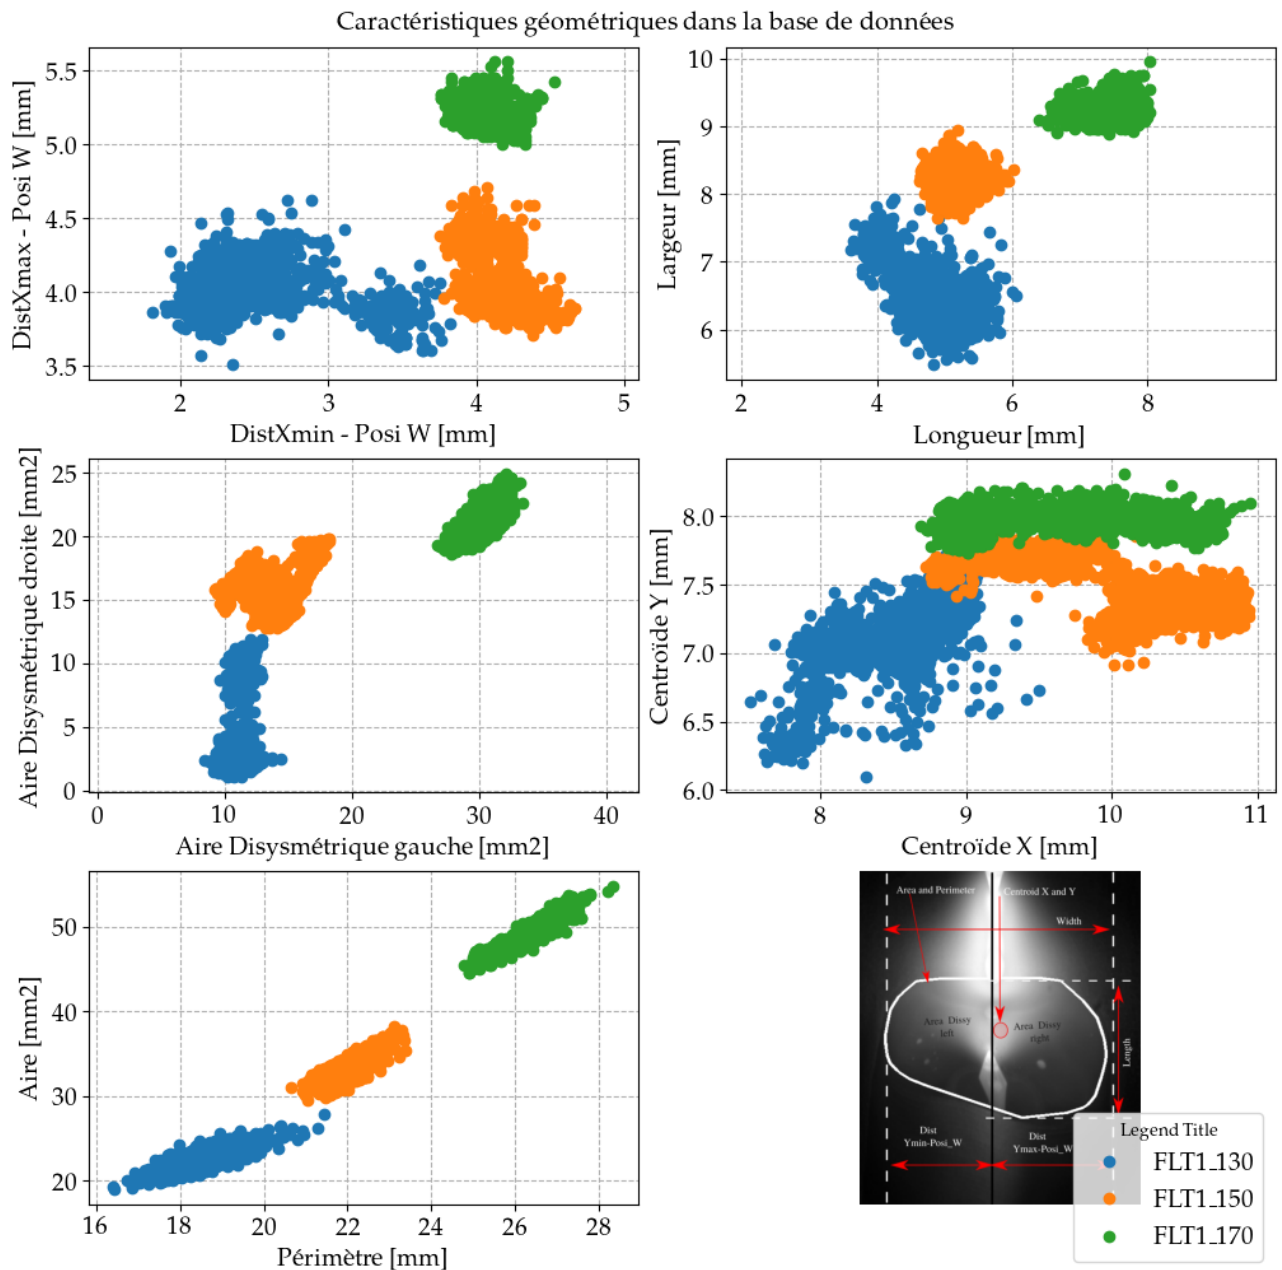 Caractéristiques géométriques dans la base de données
DistXmax - Posi W [mm]
5.5
5.0
4.5
4.0
3.5
2 3 4 5
DistXmin - Posi W [mm]
Largeur [mm]
10
9
8
7
6
2 4 6 8
Longueur [mm]
Aire Disysmétrique droite [mm2]
25
20
15
10
5
0
0 10 20 30 40
Aire Disysmétrique gauche [mm2]
Centroïde Y [mm]
8.0
7.5
7.0
6.5
6.0
8 9 10 11
Centroïde X [mm]
Aire [mm2]
50
40
30
20
16 18 20 22 24 26 28
Périmètre [mm]
Area and Perimeter
Centroid X and Y
Width
Area Dissy
left
Area Dissy
right
Length
Dist
Ymin-Posi_W
Dist
Ymax-Posi_W
Legend Title
FLT1_130
FLT1_150
FLT1_170